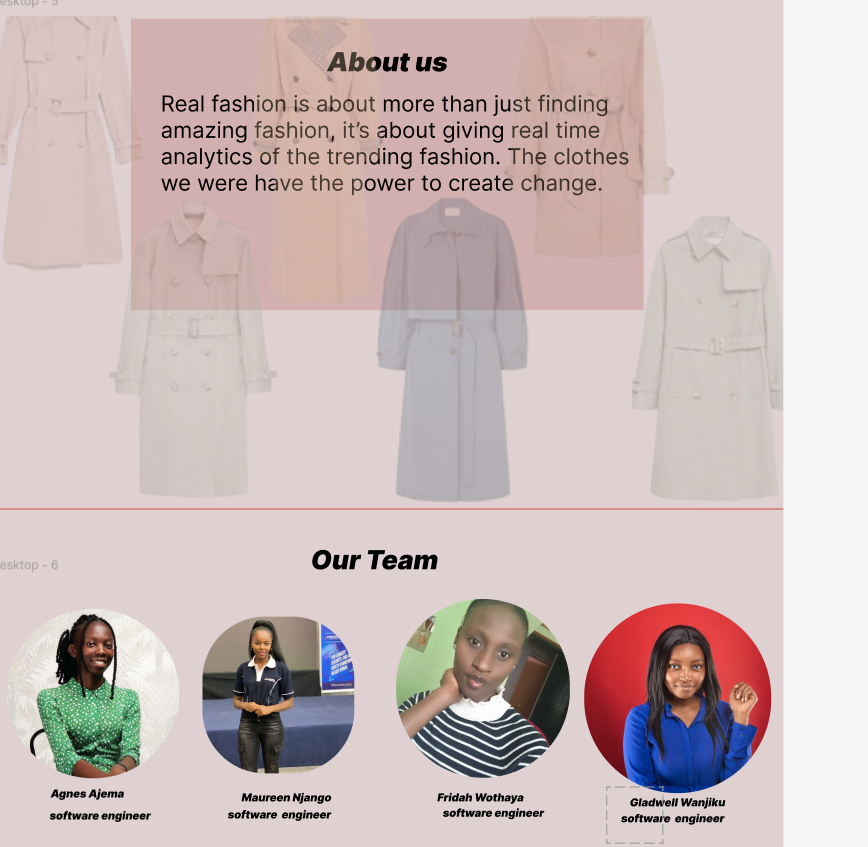 esktop - 5
About us
Real fashion is about more than just finding
amazing fashion, it's about giving real time
analytics of the trending fashion. The clothes
we were have the power to create change.
esktop - 6
Our Team
Agnes Ajema
software engineer
Maureen Njango
software engineer
Fridah Wothaya
software engineer
Gladwell Wanjiku
software engineer